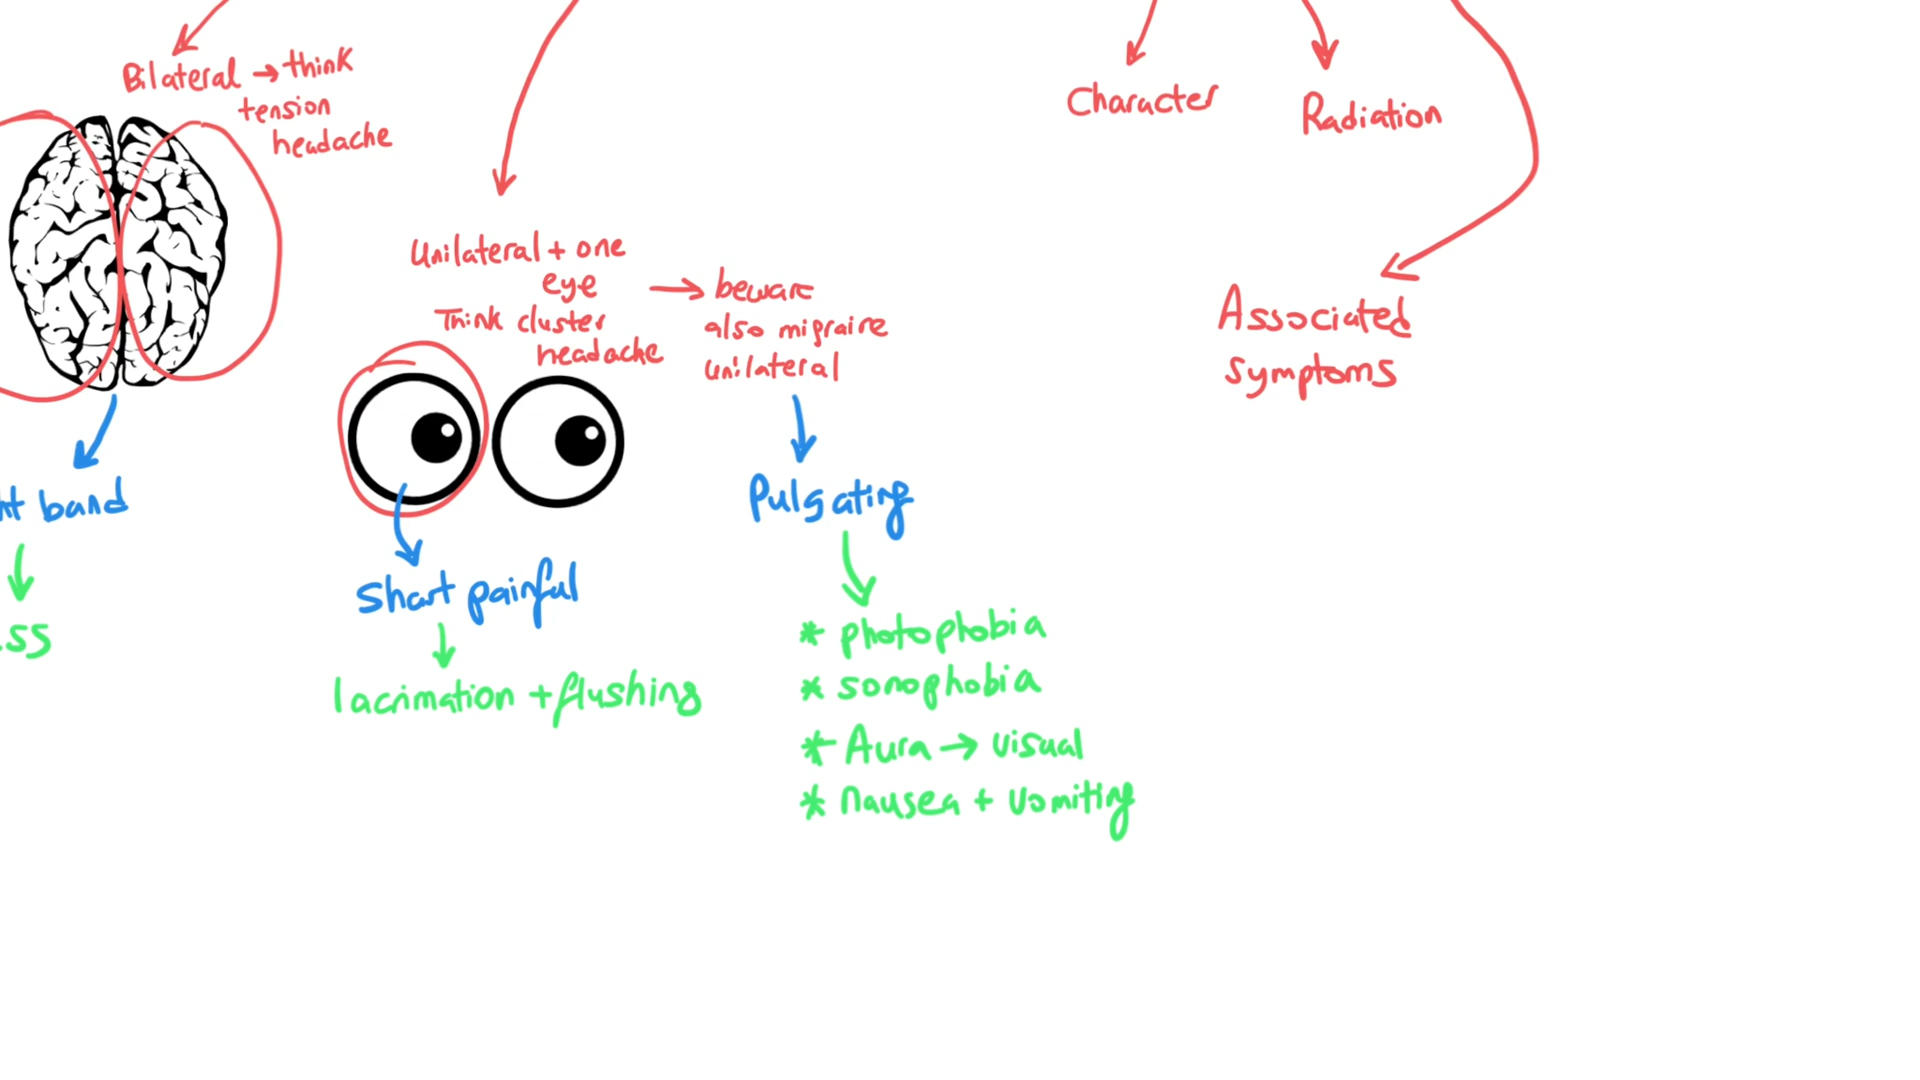 Bilateral → think
tension
headache
Character
Radiation
Unilateral + one
eye
Think cluster
headache
→ beware
also migraine
unilateral
Associated
symptoms
band
Pulsating
Short painful
ss
lacrimation + flushing
* photophobia
* sonophobia
* Aura → visual
* nausea + vomiting